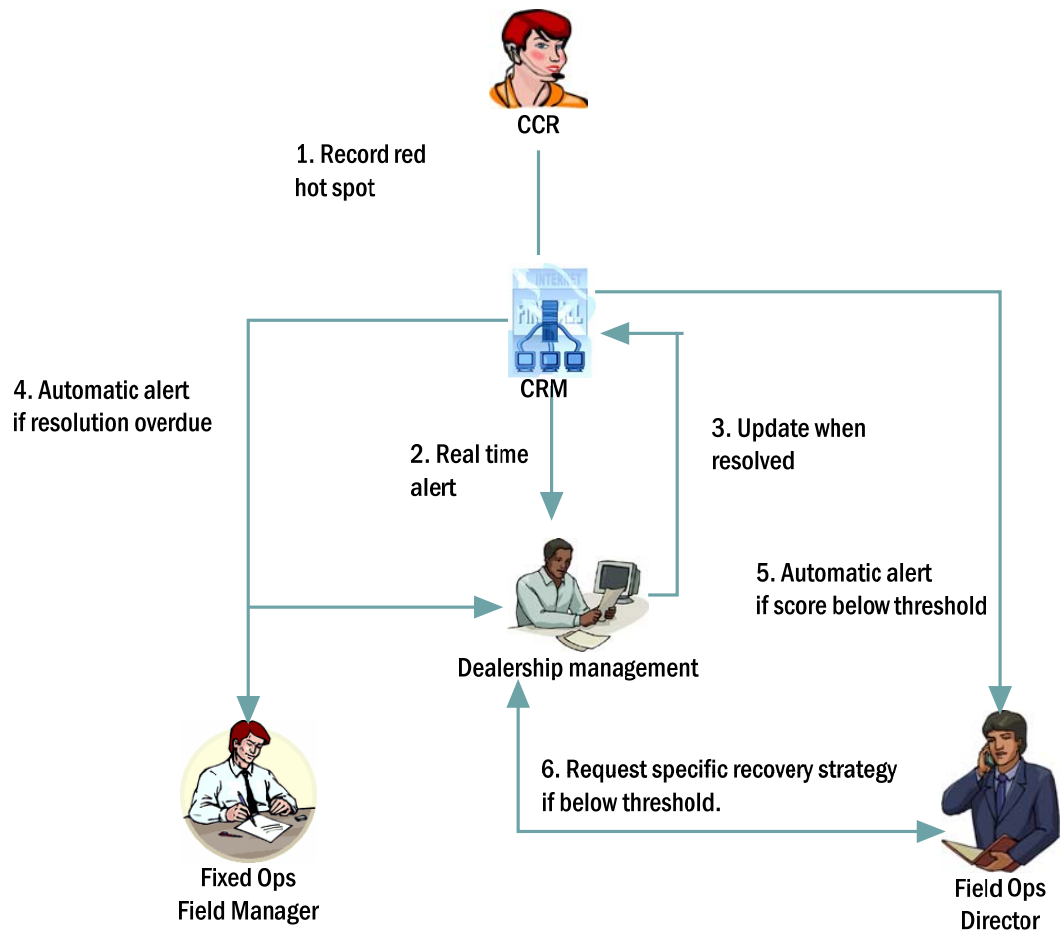 CCR
1. Record red
hot spot
INTERNET
CRM
4. Automatic alert
if resolution overdue
2. Real time
alert
3. Update when
resolved
5. Automatic alert
if score below threshold
Dealership management
6. Request specific recovery strategy
if below threshold.
Fixed Ops
Field Manager
Field Ops
Director